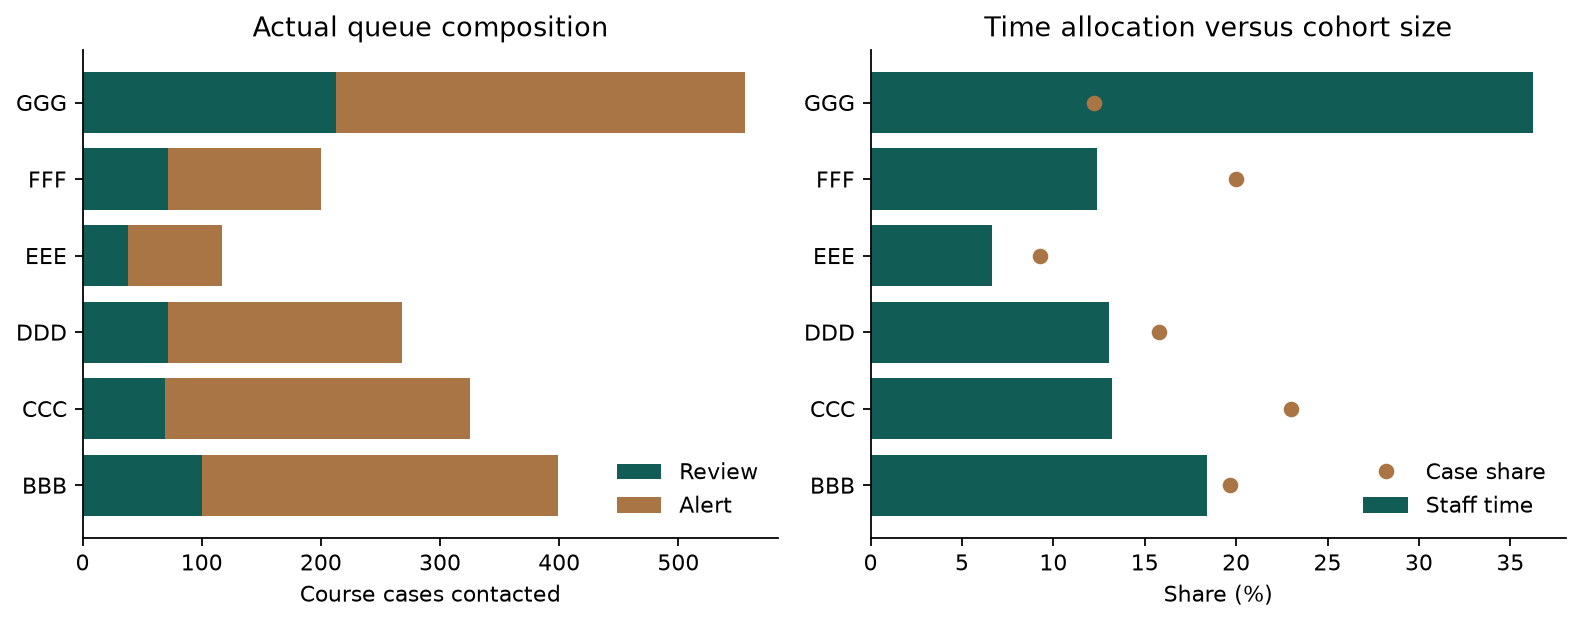 Actual queue composition
GGG
FFF
EEE
DDD
CCC
BBB
Review
Alert
0 100 200 300 400 500
Course cases contacted
Time allocation versus cohort size
GGG
FFF
EEE
DDD
CCC
BBB
Case share
Staff time
0 5 10 15 20 25 30 35
Share (%)